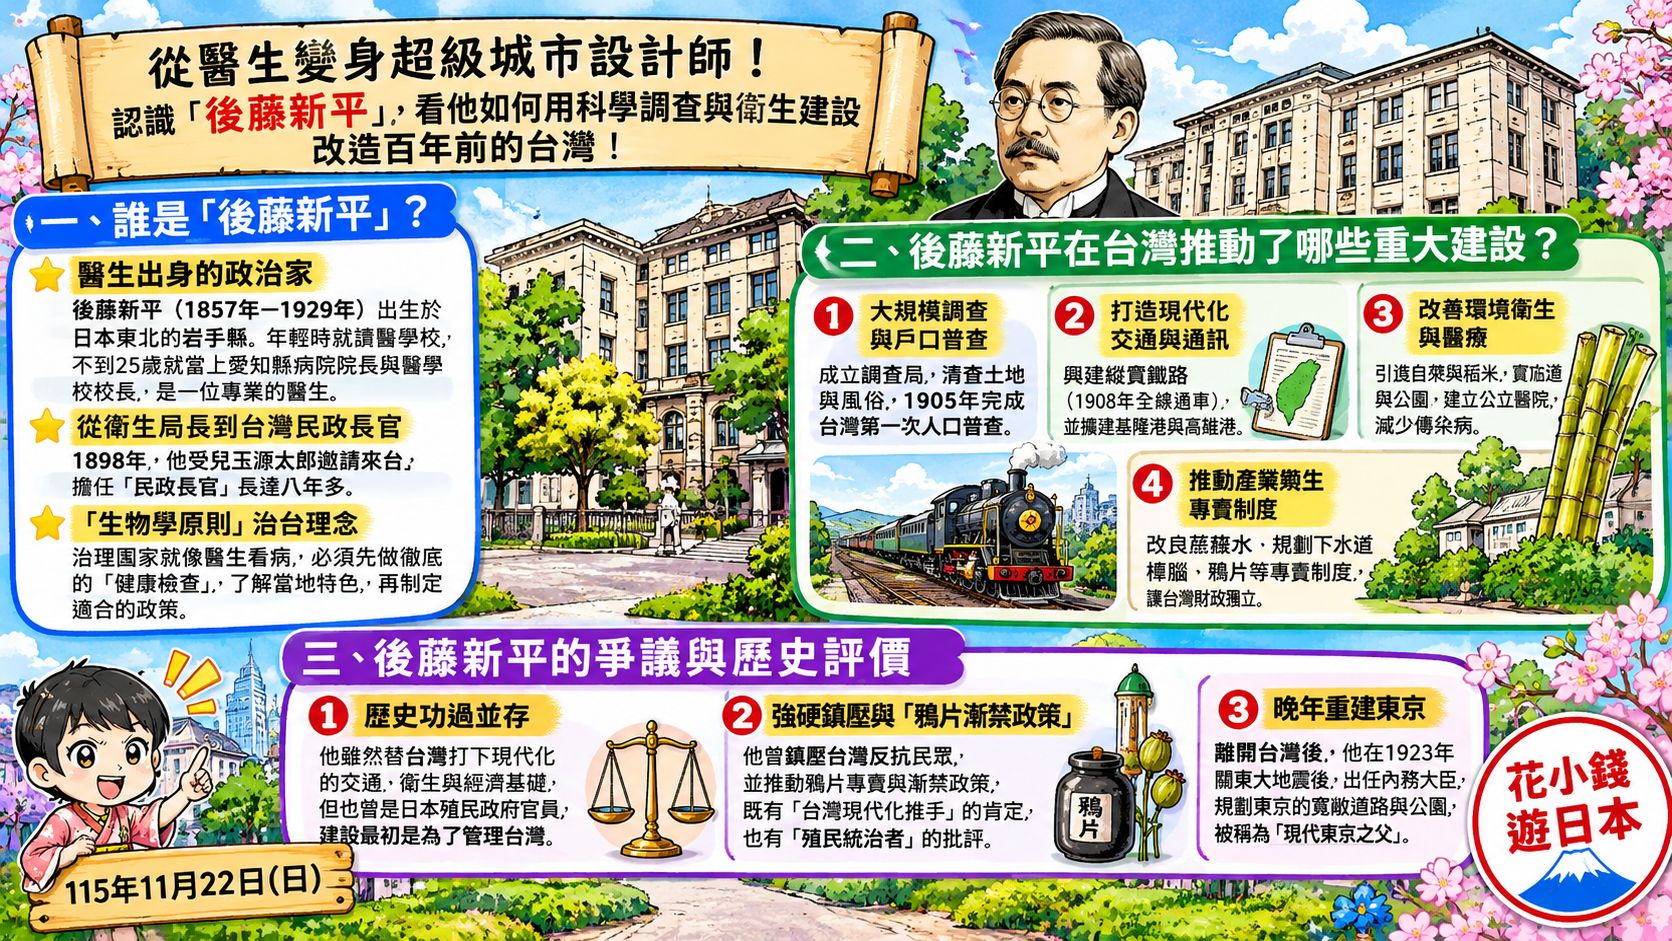 從醫生變身超級城市設計師！
認識「後藤新平」，看他如何用科學調查與衛生建設
改造百年前的台灣！
一、誰是「後藤新平」？
醫生出身的政治家
後藤新平（1857年－1929年）出生於
日本東北的岩手縣。年輕時就讀醫學校，
不到25歲就當上愛知縣病院院長與醫學
校校長，是一位專業的醫生。
從衛生局長到台灣民政長官
1898年，他受兒玉源太郎邀請來台，
擔任「民政長官」長達八年多。
「生物學原則」治台理念
治理國家就像醫生看病，必須先做徹底
的「健康檢查」，了解當地特色，再制定
適合的政策。
二、後藤新平在台灣推動了哪些重大建設？
1 大規模調查
與戶口普查
成立調查局，清查土地
與風俗，1905年完成
台灣第一次人口普查。
2 打造現代化
交通與通訊
興建縱貫鐵路
（1908年全線通車），
並擴建基隆港與高雄港。
3 改善環境衛生
與醫療
引進自來與稻米，實施道
與公園，建立公立醫院，
減少傳染病。
4 推動產業與生
專賣制度
改良蔗糖水、規劃下水道
樟腦、鴉片等專賣制度，
讓台灣財政獨立。
三、後藤新平的爭議與歷史評價
1 歷史功過並存
他雖然替台灣打下現代化
的交通，衛生與經濟基礎，
但也曾是日本殖民政府官員，
建設最初是為了管理台灣。
2 強硬鎮壓與「鴉片漸禁政策」
他曾鎮壓台灣反抗民眾，
並推動鴉片專賣與漸禁政策，
既有「台灣現代化推手」的肯定，
也有「殖民統治者」的批評。
鴉片
3 晚年重建東京
離開台灣後，他在1923年
關東大地震後，出任內務大臣，
規劃東京的寬敞道路與公園，
被稱為「現代東京之父」。
115年11月22日(日)
花小錢
遊日本